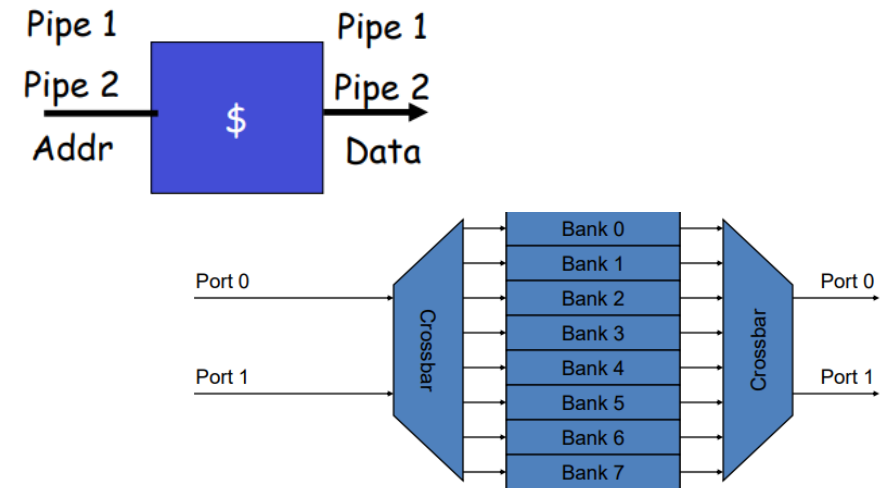 Pipe 1
Pipe 1
Pipe 2
Pipe 2
$
Addr
Data
Bank 0
Bank 1
Port 0
Port 0
Bank 2
Bank 3
Crossbar
Crossbar
Bank 4
Port 1
Port 1
Bank 5
Bank 6
Bank 7